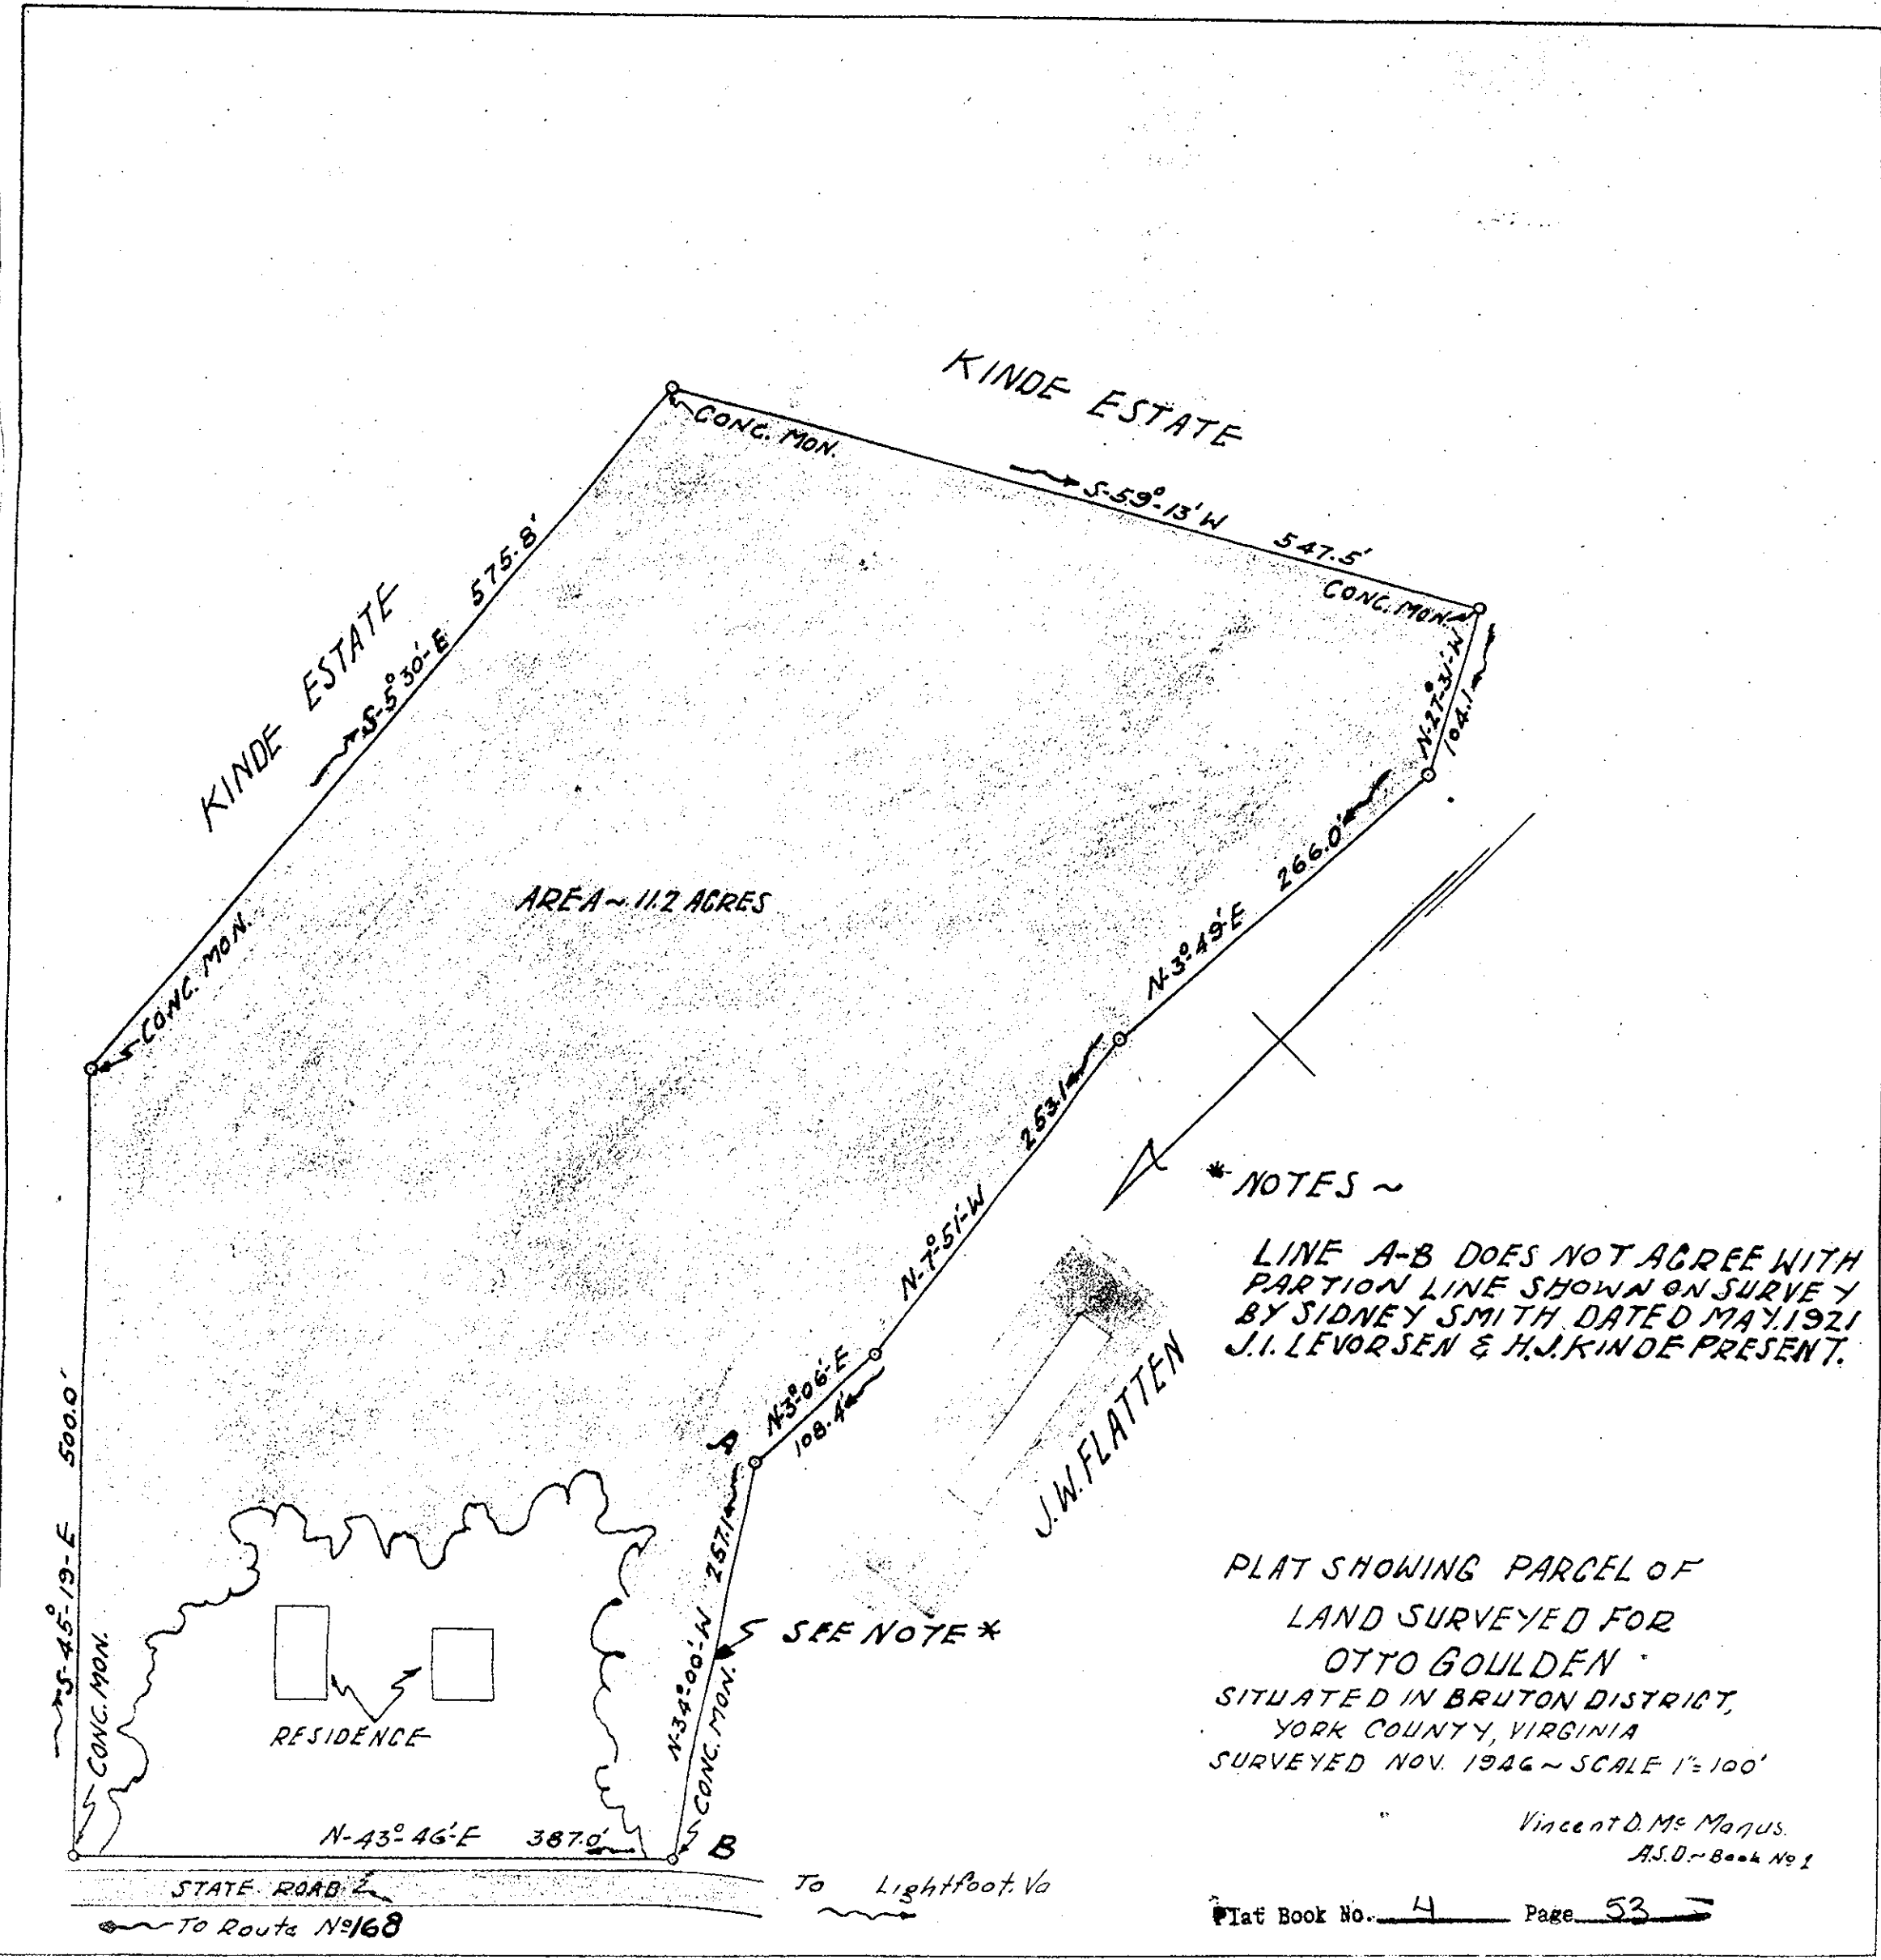 KINDE ESTATE
CONC. MON.
S-59°-13' W 547.5'
CONC. MON.
KINDE ESTATE
S-5° 30'-E 575.8'
CONC. MON.
N-27°-31'-W
104.1
N-3°-49'-E 266.0'
AREA ~ 11.2 ACRES
N-7°-51'-W 253.1
N-3°-06'-E
108.4
A
* NOTES ~
LINE A-B DOES NOT AGREE WITH
PARTION LINE SHOWN ON SURVEY
BY SIDNEY SMITH DATED MAY.1921
J.I. LEVORSEN & H.J. KINDE PRESENT.
J.W. FLATTEN
S-45°-19'-E 500.0'
CONC. MON.
RESIDENCE
N-34°-00'-W 257.1
CONC. MON.
SEE NOTE *
N-43°-46'-E 387.0'
B
STATE ROAD
To Route Nº 168
To Lightfoot. Va
PLAT SHOWING PARCEL OF
LAND SURVEYED FOR
OTTO GOULDEN
SITUATED IN BRUTON DISTRICT,
YORK COUNTY, VIRGINIA
SURVEYED NOV. 1946 ~ SCALE 1"=100'
Vincent D. Mc Manus.
A.S.D. ~ Book Nº 1
Plat Book No. 4 Page 53